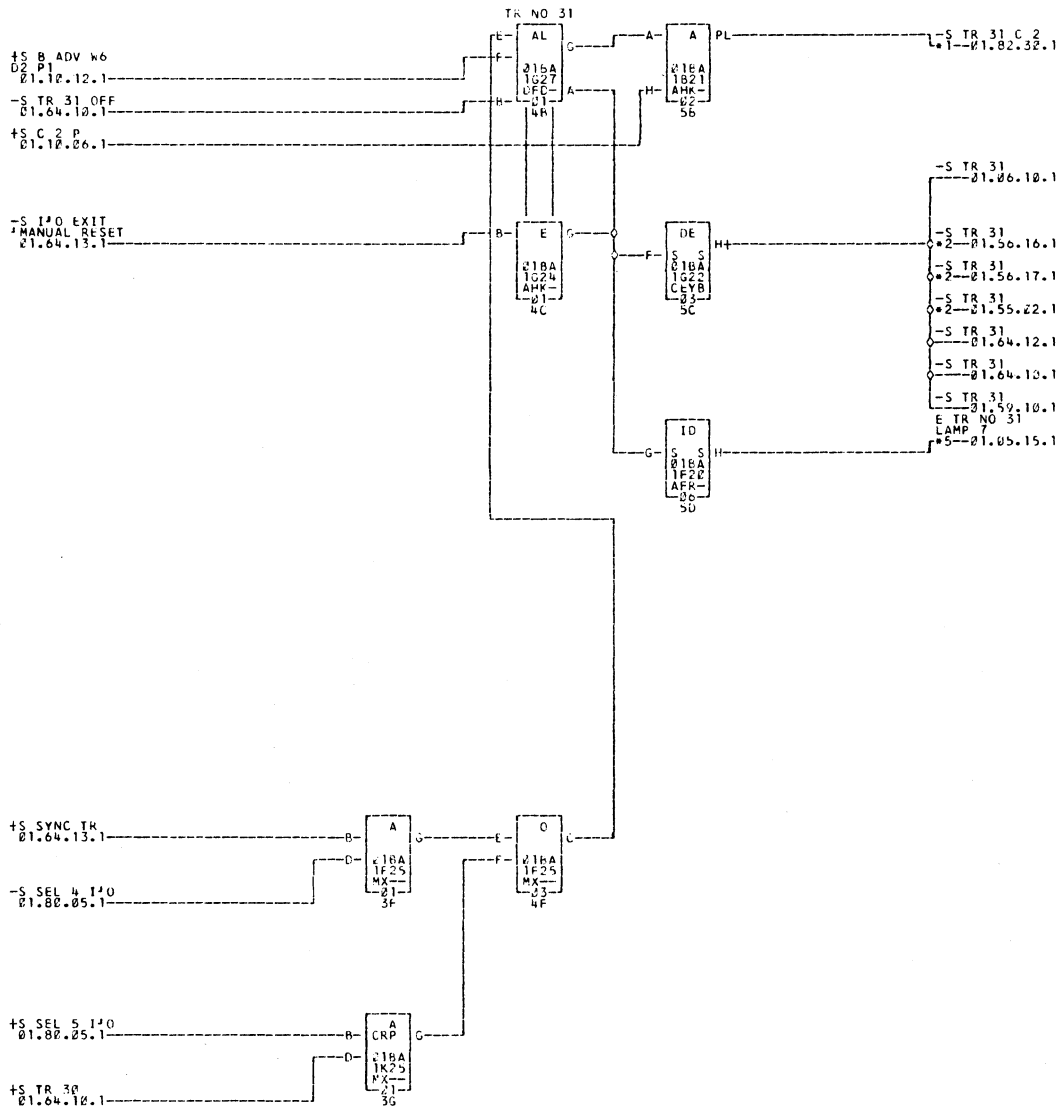 TR NO 31
+S B ADV W6
D2 P1
01.10.12.1
-S TR 31 OFF
01.64.10.1
+S C 2 P
01.10.06.1
-S I'O EXIT
'MANUAL RESET
01.64.13.1
E
F
B
AL
01BA
1G27
DFD-
01
4B
G
A
A
H
A
01BA
1B21
AHK-
02
5B
PL
-S TR 31 C 2
*1--01.82.32.1
B
E
01BA
1G24
AHK-
01
4C
G
F
DE
S S
01BA
1G22
CEYB
03
5C
H+
-S TR 31
01.06.10.1
-S TR 31
*2--01.56.16.1
-S TR 31
*2--01.56.17.1
-S TR 31
*2--01.55.22.1
-S TR 31
01.64.12.1
-S TR 31
01.64.10.1
-S TR 31
01.59.10.1
E TR NO 31
LAMP 7
*5--01.05.15.1
G
ID
S S
01BA
1F20
AFR-
06
5D
H
+S SYNC TR
01.64.13.1
-S SEL 4 I'O
01.80.05.1
B
D
A
01BA
1F25
MX--
01
3F
G
E
F
O
01BA
1F25
MX--
03
4F
C
+S SEL 5 I'O
01.80.05.1
+S TR 30
01.64.10.1
B
D
A
CRP
01BA
1K25
MX--
01
3G
G